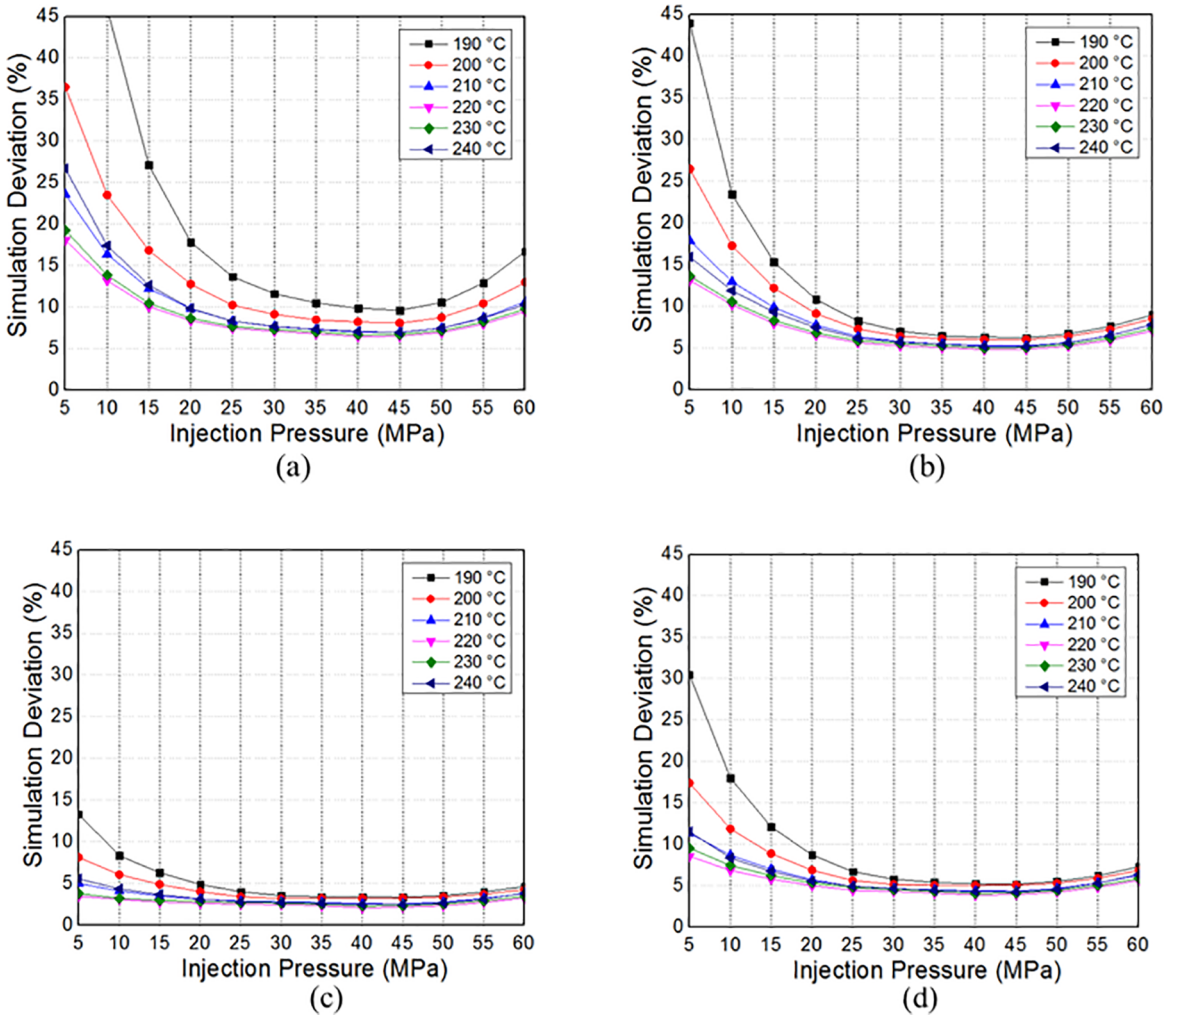 Simulation Deviation (%)
45
40
35
30
25
20
15
10
5
0
190 °C
200 °C
210 °C
220 °C
230 °C
240 °C
5 10 15 20 25 30 35 40 45 50 55 60
Injection Pressure (MPa)
(a)
Simulation Deviation (%)
45
40
35
30
25
20
15
10
5
0
190 °C
200 °C
210 °C
220 °C
230 °C
240 °C
5 10 15 20 25 30 35 40 45 50 55 60
Injection Pressure (MPa)
(b)
Simulation Deviation (%)
45
40
35
30
25
20
15
10
5
0
190 °C
200 °C
210 °C
220 °C
230 °C
240 °C
5 10 15 20 25 30 35 40 45 50 55 60
Injection Pressure (MPa)
(c)
Simulation Deviation (%)
45
40
35
30
25
20
15
10
5
0
190 °C
200 °C
210 °C
220 °C
230 °C
240 °C
5 10 15 20 25 30 35 40 45 50 55 60
Injection Pressure (MPa)
(d)